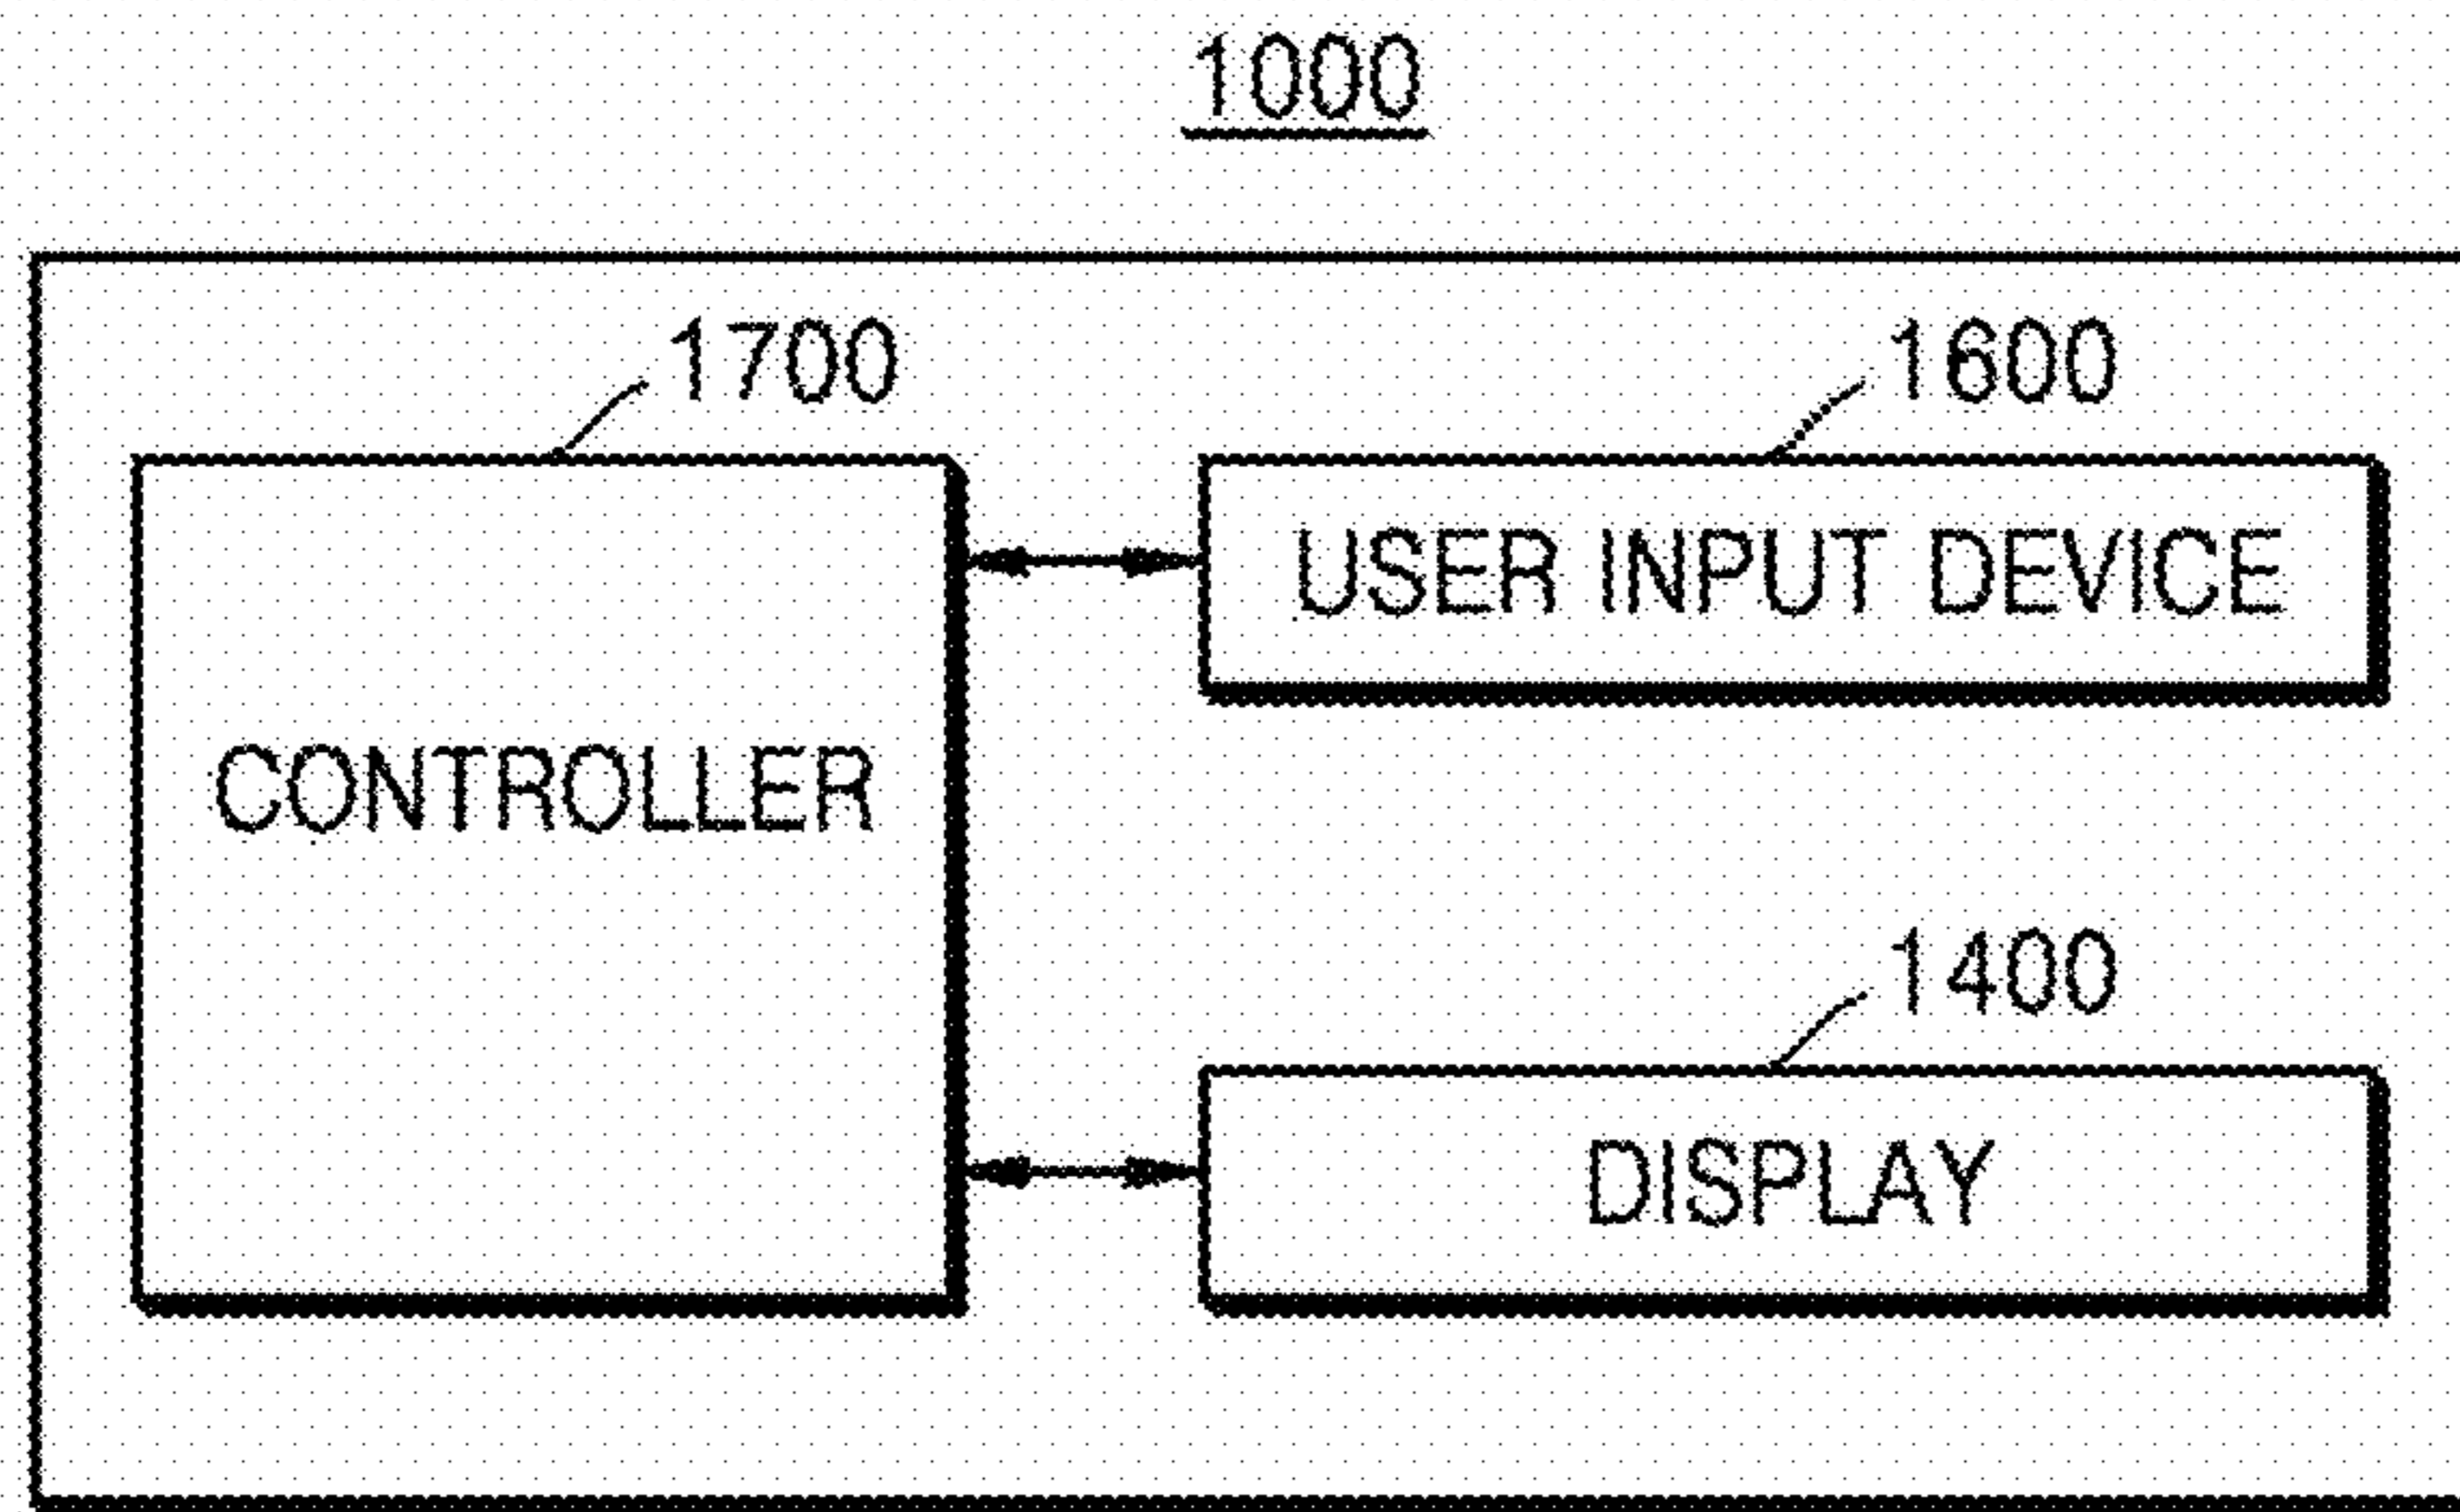 1000
1700
1600
USER INPUT DEVICE
CONTROLLER
1400
DISPLAY